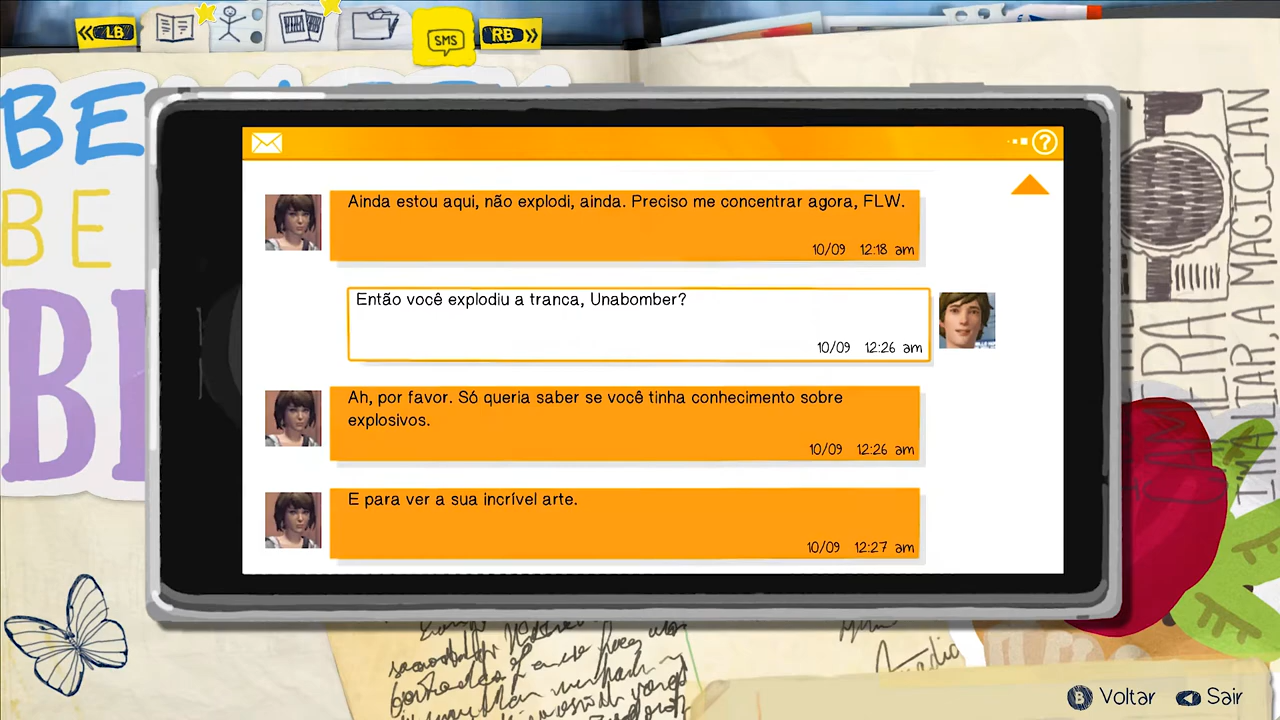 LB
SMS
RB
BE
BE
Ainda estou aqui, não explodi, ainda. Preciso me concentrar agora, FLW.
10/09 12:18 am
Então você explodiu a tranca, Unabomber?
10/09 12:26 am
Ah, por favor. Só queria saber se você tinha conhecimento sobre
explosivos.
10/09 12:26 am
E para ver a sua incrível arte.
10/09 12:27 am
CAMERA
MAGICIAN
B Voltar
Sair